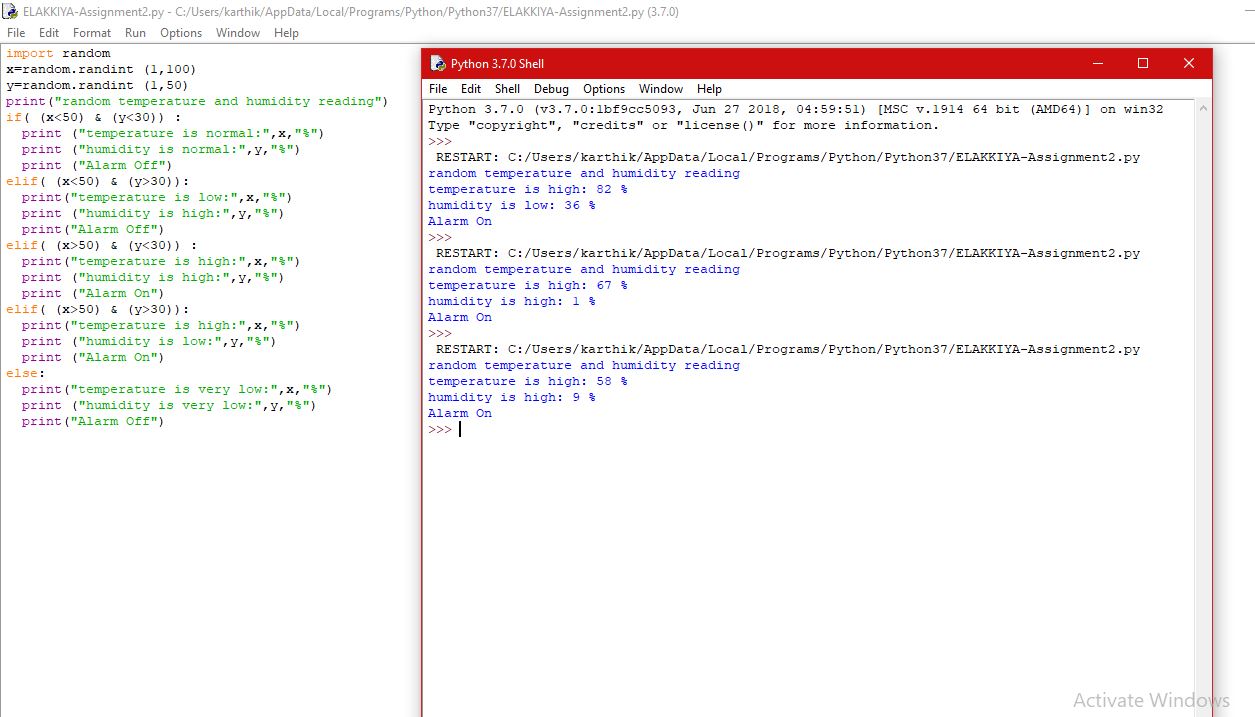 ELAKKIYA-Assignment2.py - C:/Users/karthik/AppData/Local/Programs/Python/Python37/ELAKKIYA-Assignment2.py (3.7.0)
File Edit Format Run Options Window Help
import random
x=random.randint (1,100)
y=random.randint (1,50)
print("random temperature and humidity reading")
if( (x<50) & (y<30)) :
  print ("temperature is normal:",x,"%")
  print ("humidity is normal:",y,"%")
  print ("Alarm Off")
elif( (x<50) & (y>30)):
  print("temperature is low:",x,"%")
  print ("humidity is high:",y,"%")
  print("Alarm Off")
elif( (x>50) & (y<30)) :
  print("temperature is high:",x,"%")
  print ("humidity is high:",y,"%")
  print ("Alarm On")
elif( (x>50) & (y>30)):
  print("temperature is high:",x,"%")
  print ("humidity is low:",y,"%")
  print ("Alarm On")
else:
  print("temperature is very low:",x,"%")
  print ("humidity is very low:",y,"%")
  print("Alarm Off")
Python 3.7.0 Shell
File Edit Shell Debug Options Window Help
Python 3.7.0 (v3.7.0:1bf9cc5093, Jun 27 2018, 04:59:51) [MSC v.1914 64 bit (AMD64)] on win32
Type "copyright", "credits" or "license()" for more information.
>>>
 RESTART: C:/Users/karthik/AppData/Local/Programs/Python/Python37/ELAKKIYA-Assignment2.py
random temperature and humidity reading
temperature is high: 82 %
humidity is low: 36 %
Alarm On
>>>
 RESTART: C:/Users/karthik/AppData/Local/Programs/Python/Python37/ELAKKIYA-Assignment2.py
random temperature and humidity reading
temperature is high: 67 %
humidity is high: 1 %
Alarm On
>>>
 RESTART: C:/Users/karthik/AppData/Local/Programs/Python/Python37/ELAKKIYA-Assignment2.py
random temperature and humidity reading
temperature is high: 58 %
humidity is high: 9 %
Alarm On
>>>
Activate Windows